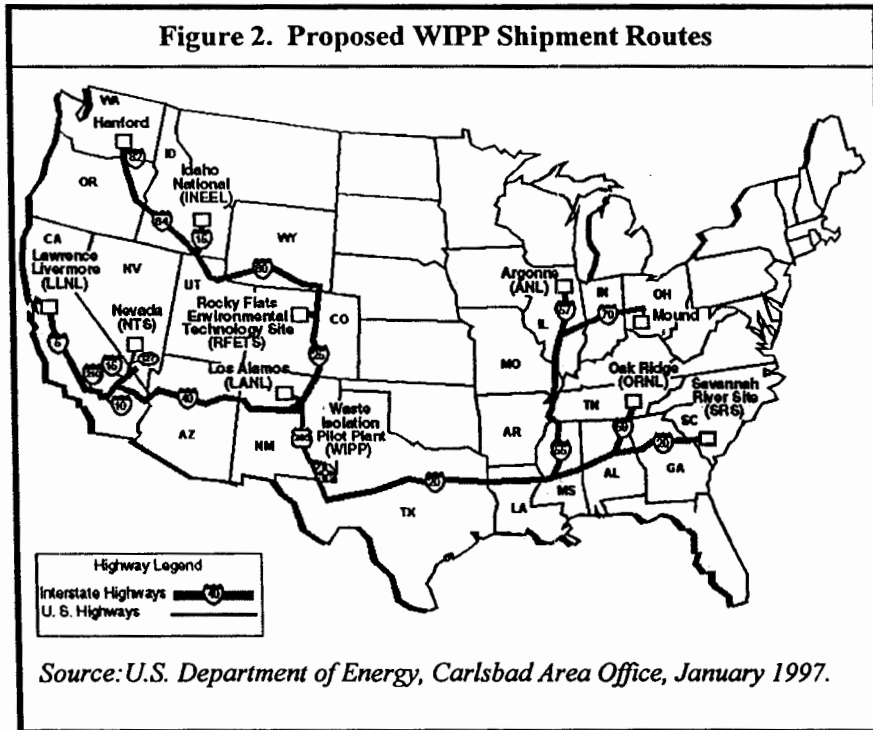 Figure 2. Proposed WIPP Shipment Routes
WA
Hanford
82
ID
OR
Idaho
National
(INEEL)
84
15
WY
80
CA
NV
UT
Lawrence
Livermore
(LLNL)
Nevada
(NTS)
Rocky Flats
Environmental
Technology Site
(RFETS)
CO
25
5
15
10
40
Los Alamos
(LANL)
AZ
NM
285
Waste
Isolation
Pilot Plant
(WIPP)
Argonne
(ANL)
57
IL
IN
70
OH
Mound
MO
Oak Ridge
(ORNL)
TN
Savannah
River Site
(SRS)
SC
AR
55
59
20
MS
AL
GA
20
TX
LA
Highway Legend
Interstate Highways
40
U. S. Highways
Source: U.S. Department of Energy, Carlsbad Area Office, January 1997.